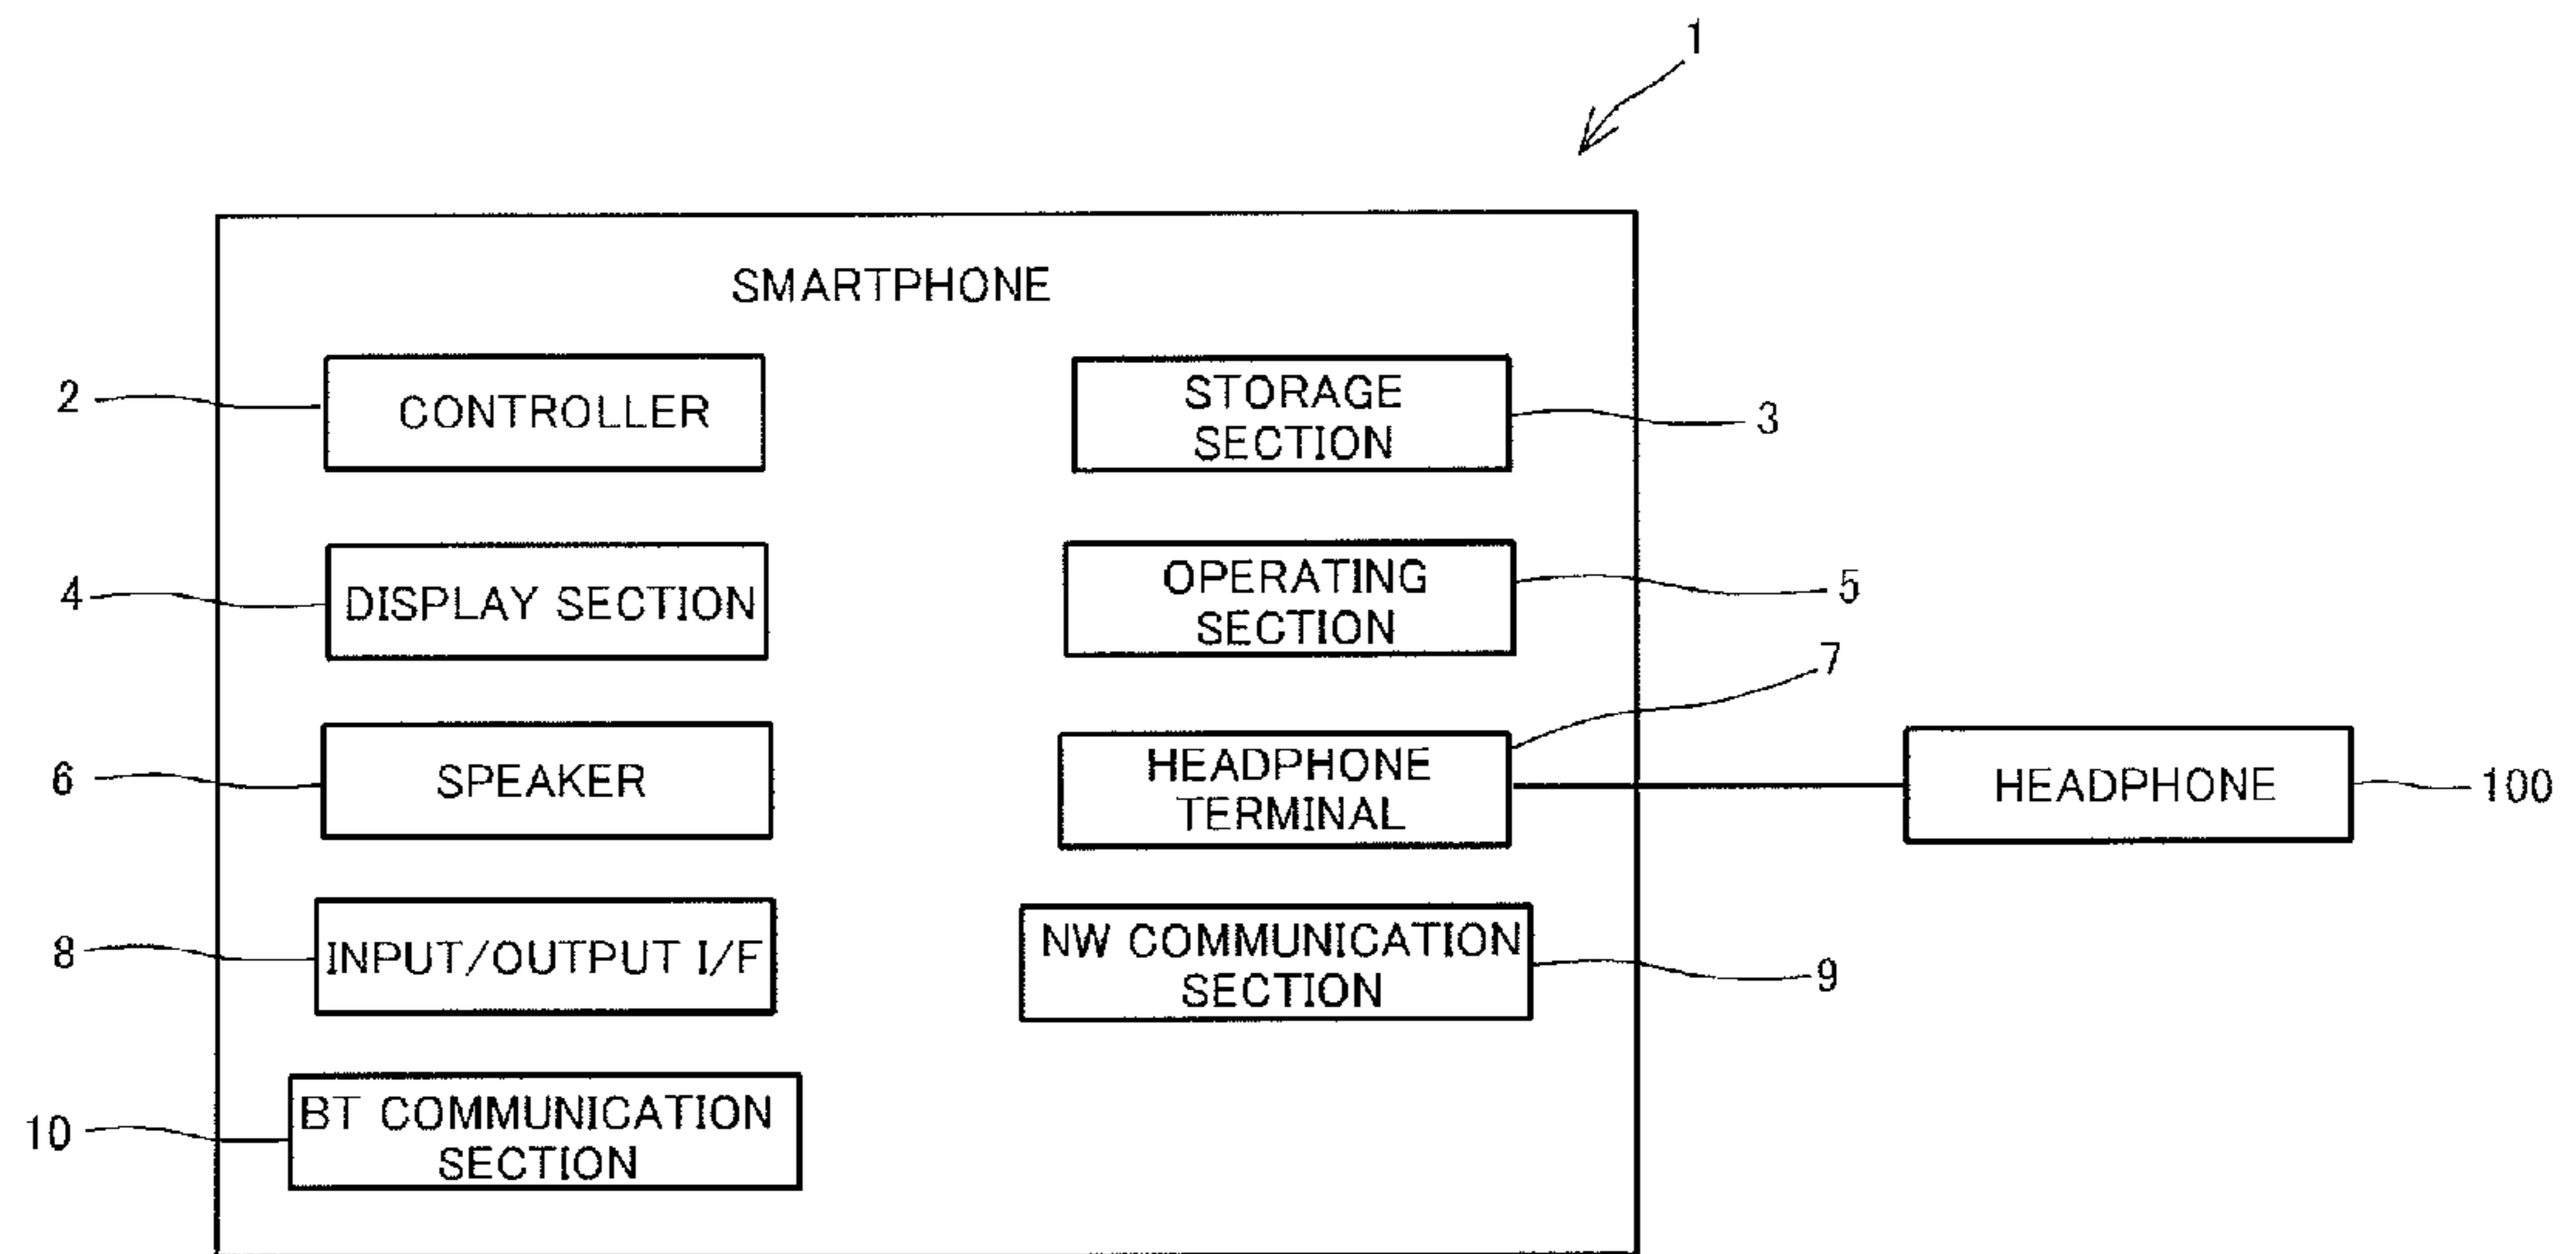 1
SMARTPHONE
2
CONTROLLER
STORAGE
SECTION
3
4
DISPLAY SECTION
OPERATING
SECTION
5
6
SPEAKER
7
HEADPHONE
TERMINAL
HEADPHONE
100
8
INPUT/OUTPUT I/F
NW COMMUNICATION
SECTION
9
10
BT COMMUNICATION
SECTION